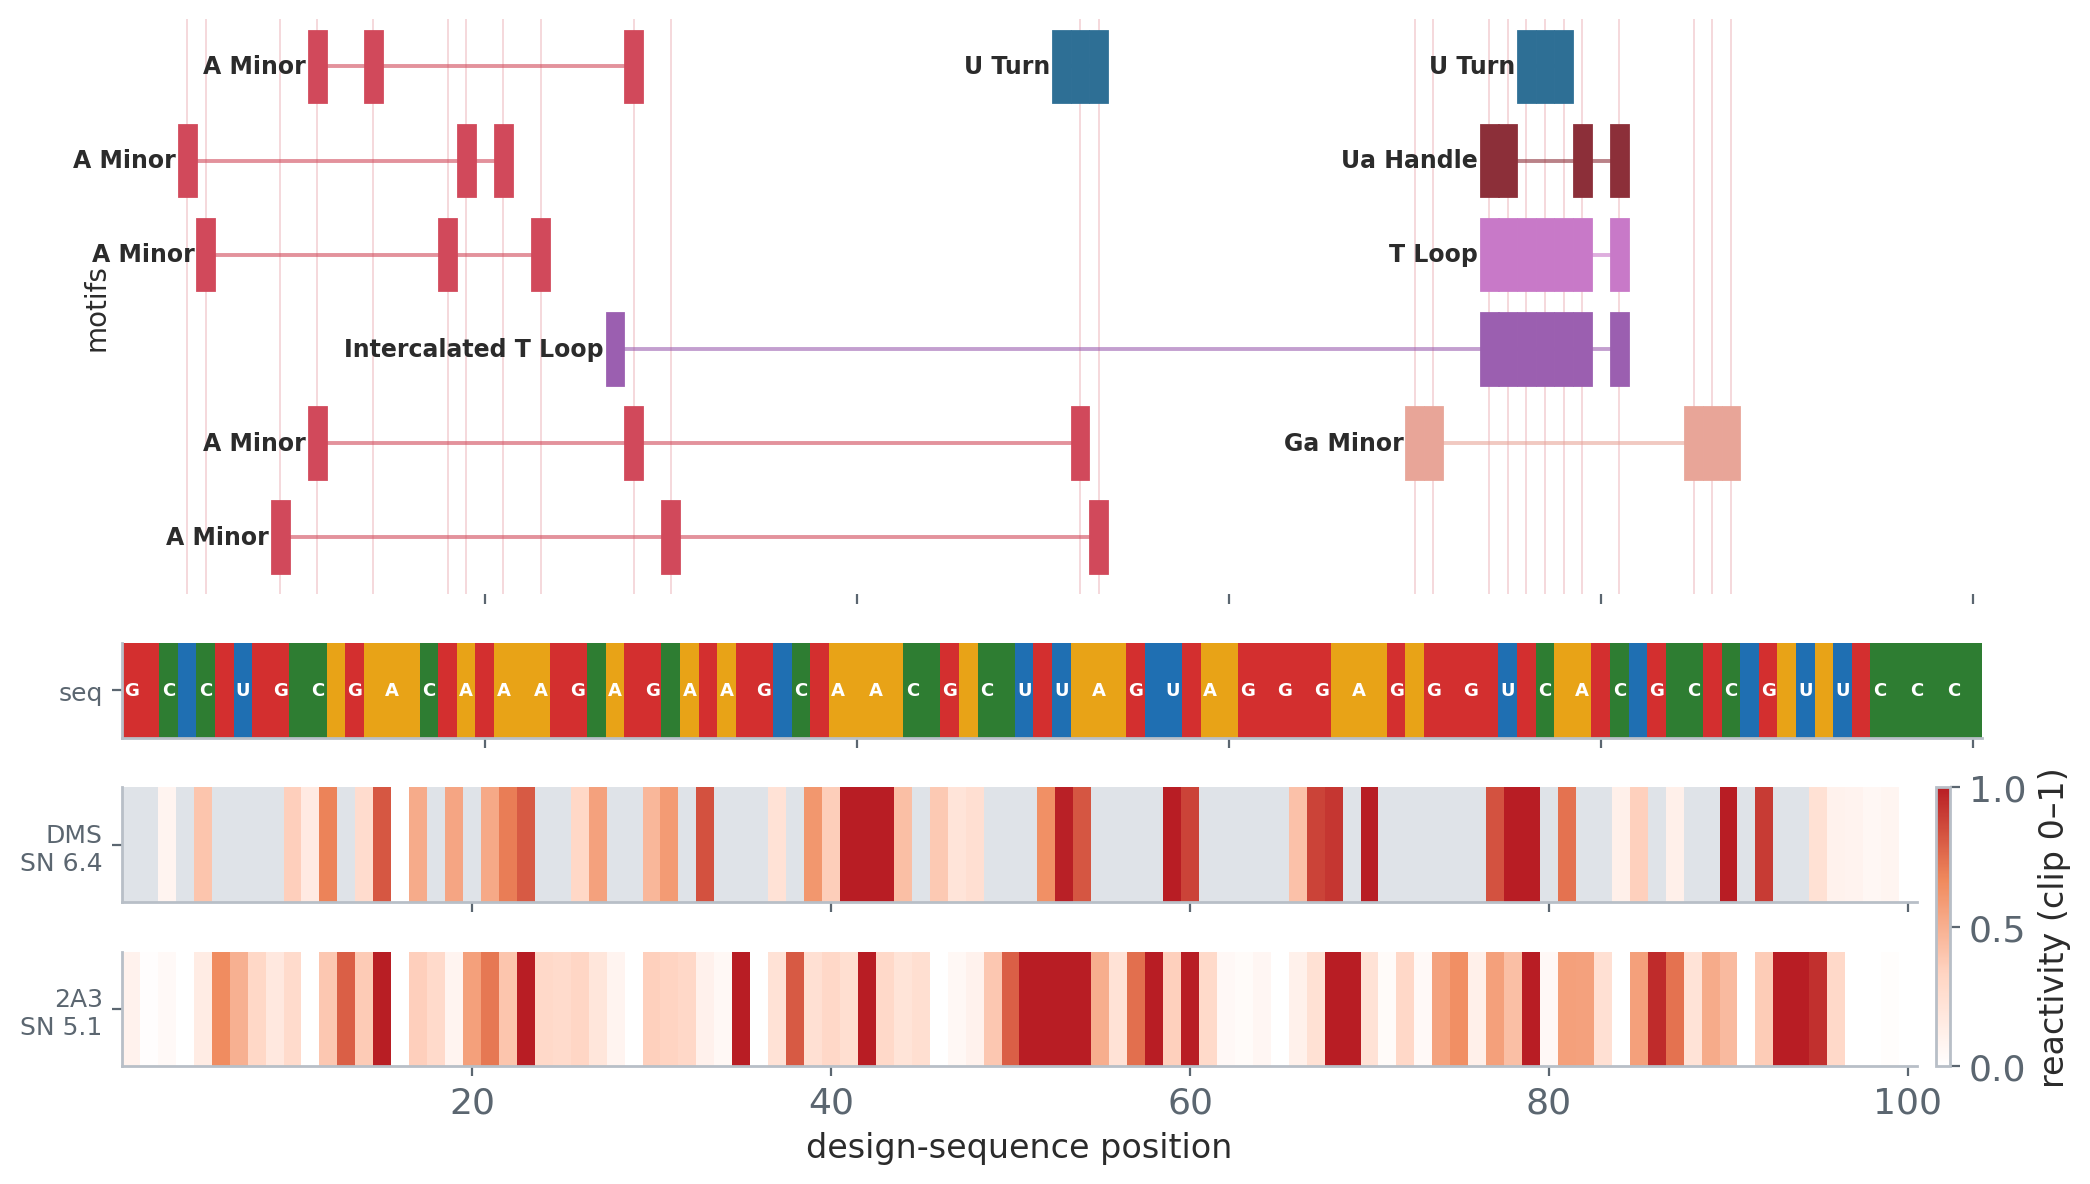 A Minor
U Turn
U Turn
A Minor
Ua Handle
A Minor
T Loop
motifs
Intercalated T Loop
A Minor
Ga Minor
A Minor
seq
G C C U G C G A C A A A G A G A A G C A A C G C U U A G U A G G G A G G G U C A C G C C G U U C C C
DMS
SN 6.4
2A3
SN 5.1
1.0
0.5
0.0
reactivity (clip 0–1)
20 40 60 80 100
design-sequence position